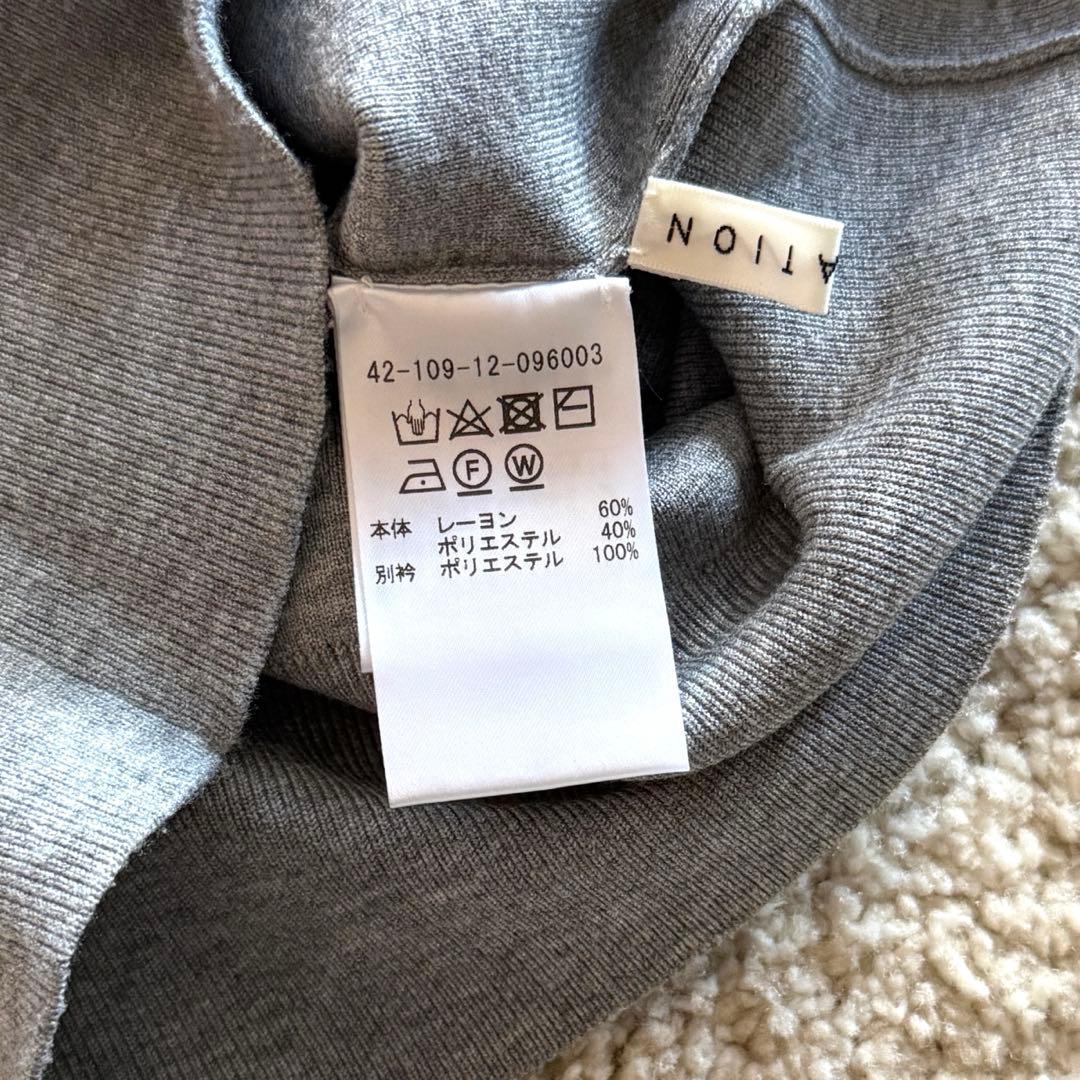 ATION
42-109-12-096003
F W
本体 レーヨン 60%
ポリエステル 40%
別衿 ポリエステル 100%